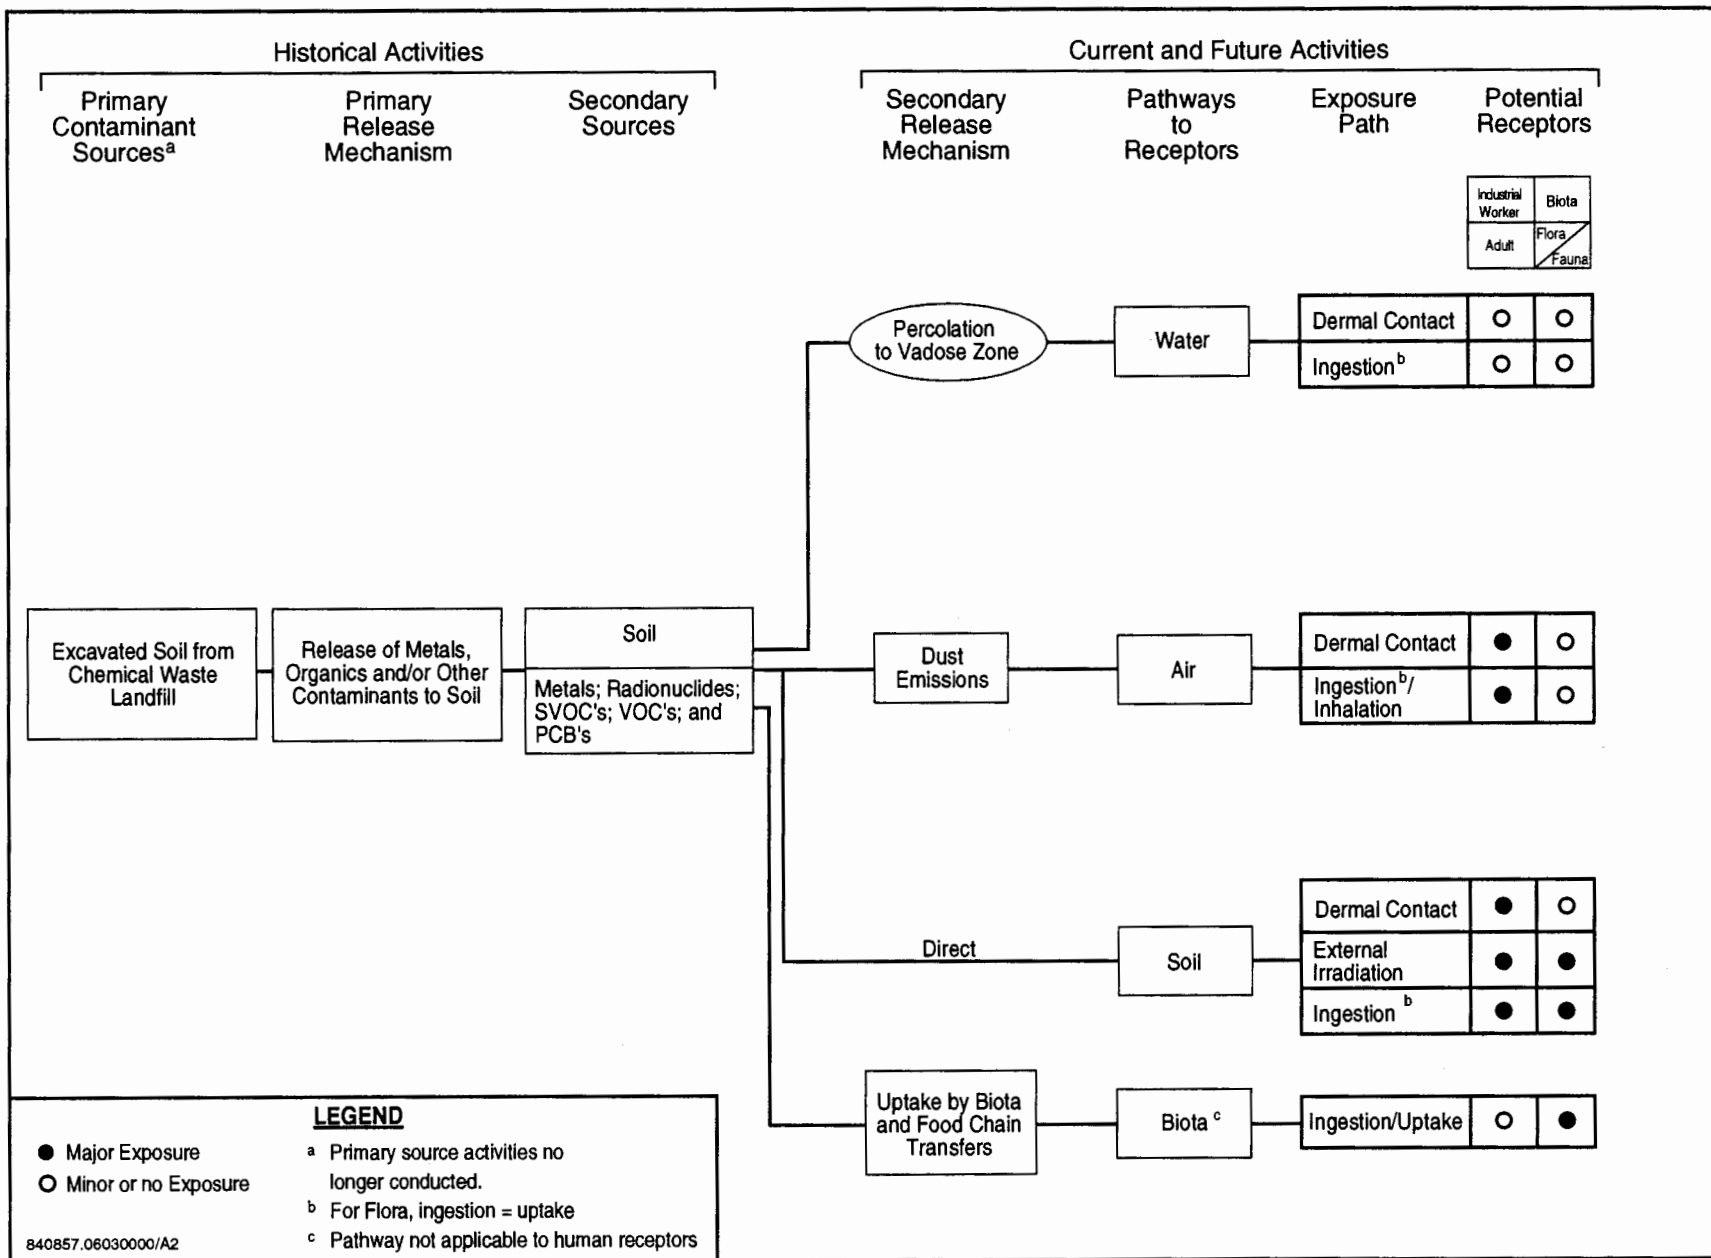 Historical Activities
Current and Future Activities
Primary
Contaminant
Sources^a
Primary
Release
Mechanism
Secondary
Sources
Secondary
Release
Mechanism
Pathways
to
Receptors
Exposure
Path
Potential
Receptors
Industrial
Worker
Biota
Adult
Flora
Fauna
Percolation
to Vadose Zone
Water
Dermal Contact
Ingestion^b
Excavated Soil from
Chemical Waste
Landfill
Release of Metals,
Organics and/or Other
Contaminants to Soil
Soil
Metals; Radionuclides;
SVOC's; VOC's; and
PCB's
Dust
Emissions
Air
Dermal Contact
Ingestion^b/
Inhalation
Direct
Soil
Dermal Contact
External
Irradiation
Ingestion ^b
Uptake by Biota
and Food Chain
Transfers
Biota ^c
Ingestion/Uptake
LEGEND
● Major Exposure
○ Minor or no Exposure
a Primary source activities no
longer conducted.
b For Flora, ingestion = uptake
c Pathway not applicable to human receptors
840857.06030000/A2